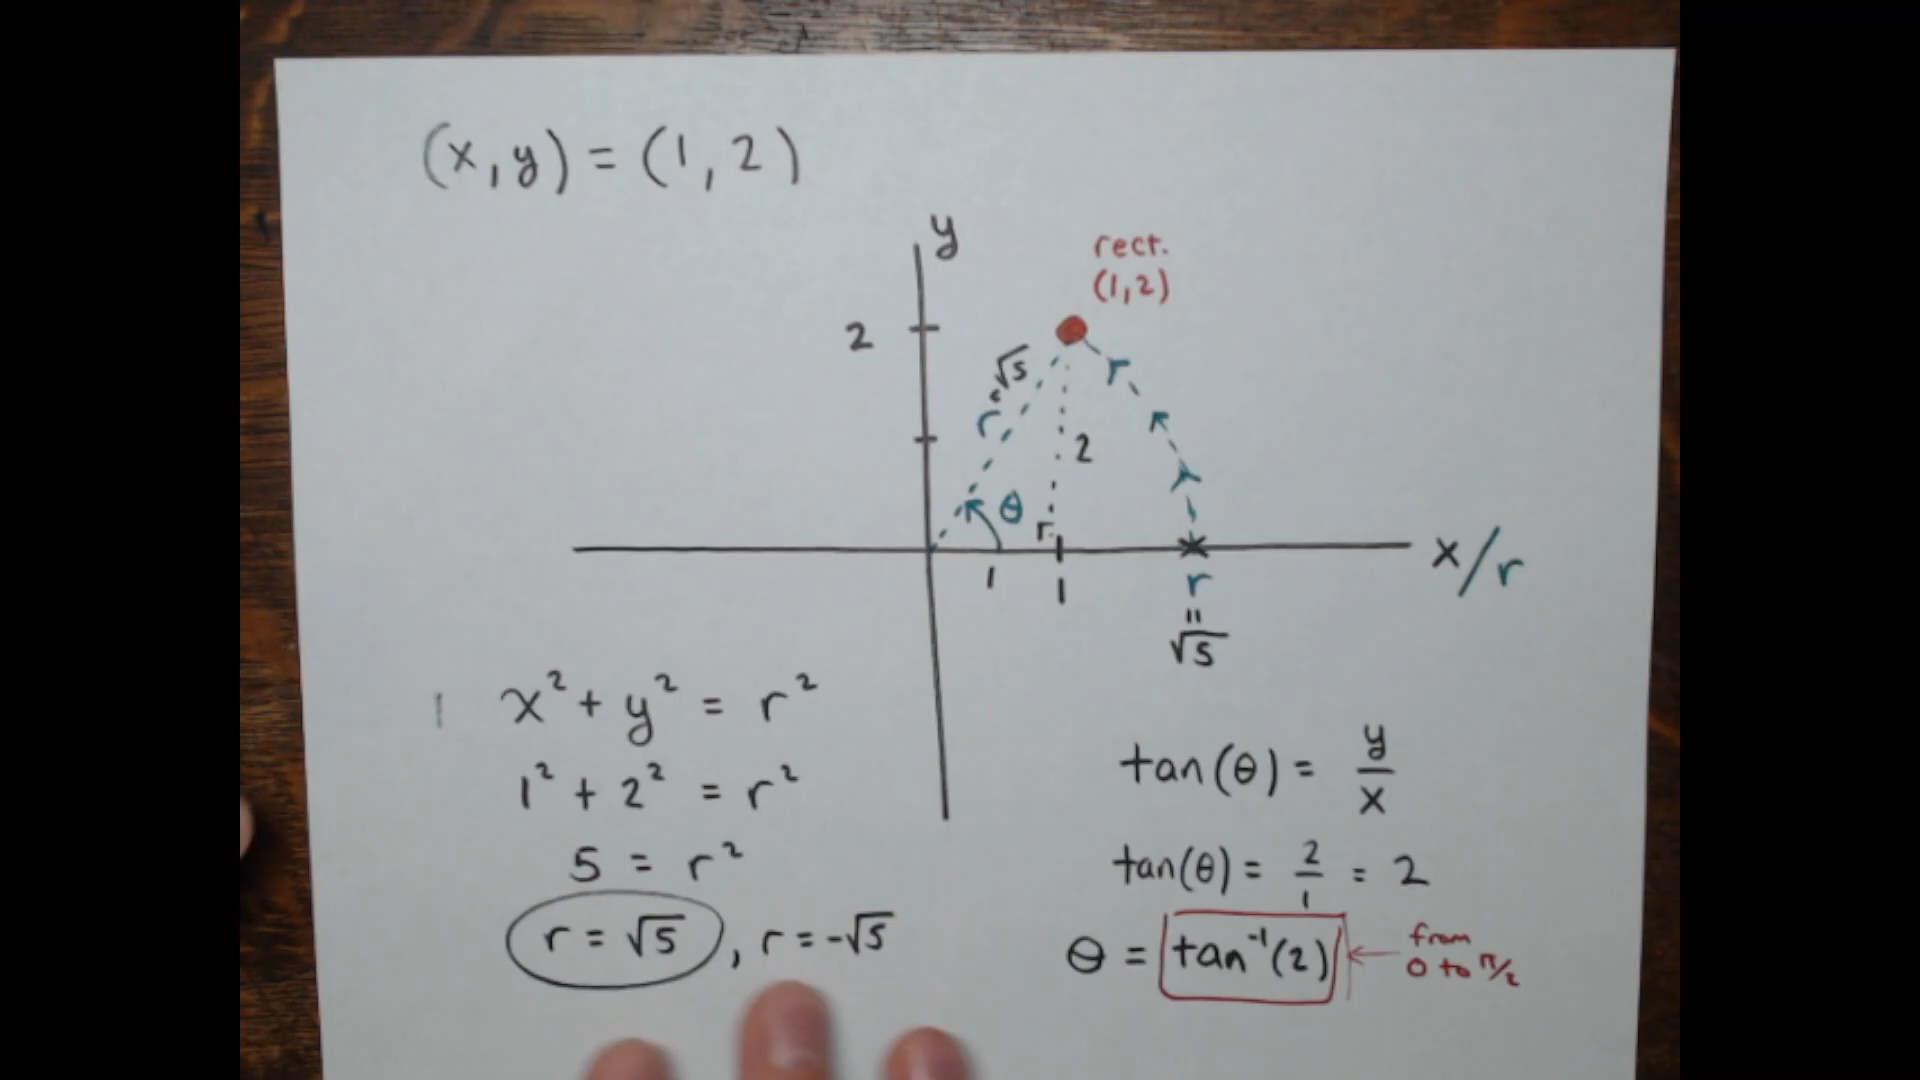 (x, y) = (1, 2)
y
rect.
(1,2)
2
√5
r
r
2
θ
x/r
1
1
r
=
√5
x² + y² = r²
1² + 2² = r²
5 = r²
r = √5 , r = -√5
tan(θ) = y/x
tan(θ) = 2/1 = 2
θ = tan⁻¹(2) ← from
0 to π/2